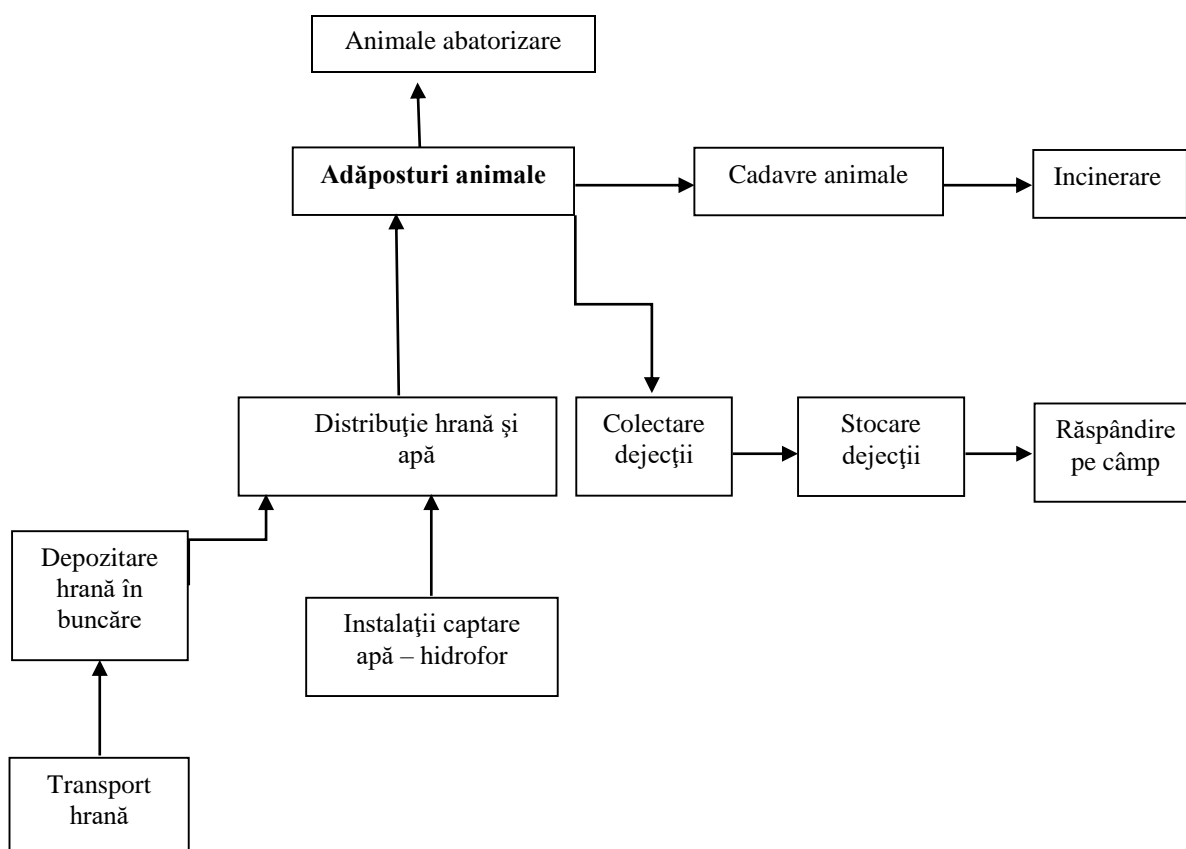 Animale abatorizare
Adăposturi animale
Cadavre animale
Incinerare
Distribuţie hrană şi
apă
Colectare
dejecţii
Stocare
dejecţii
Răspândire
pe câmp
Depozitare
hrană în
buncăre
Instalaţii captare
apă – hidrofor
Transport
hrană